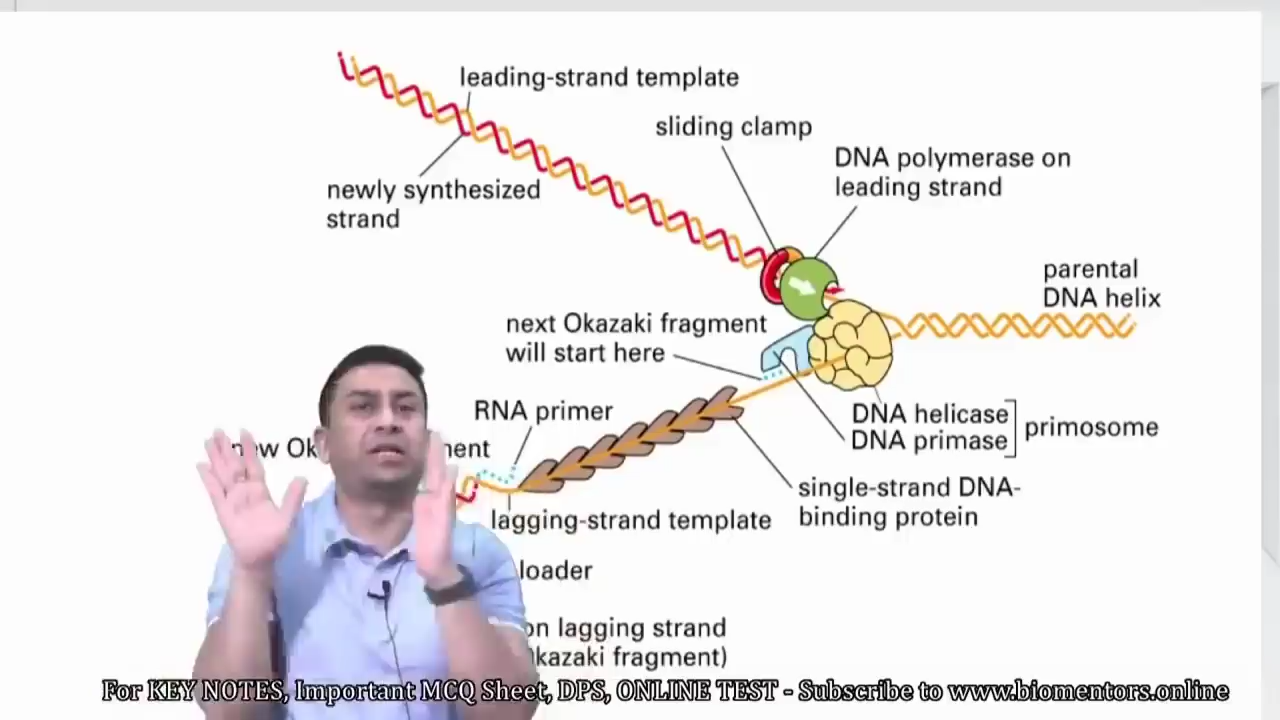 leading-strand template
sliding clamp
DNA polymerase on
leading strand
newly synthesized
strand
parental
DNA helix
next Okazaki fragment
will start here
RNA primer
DNA helicase
DNA primase
primosome
single-strand DNA-
binding protein
lagging-strand template
loader
on lagging strand
For KEY NOTES, Important MCQ Sheet, DPS, ONLINE TEST - Subscribe to www.biomentors.online